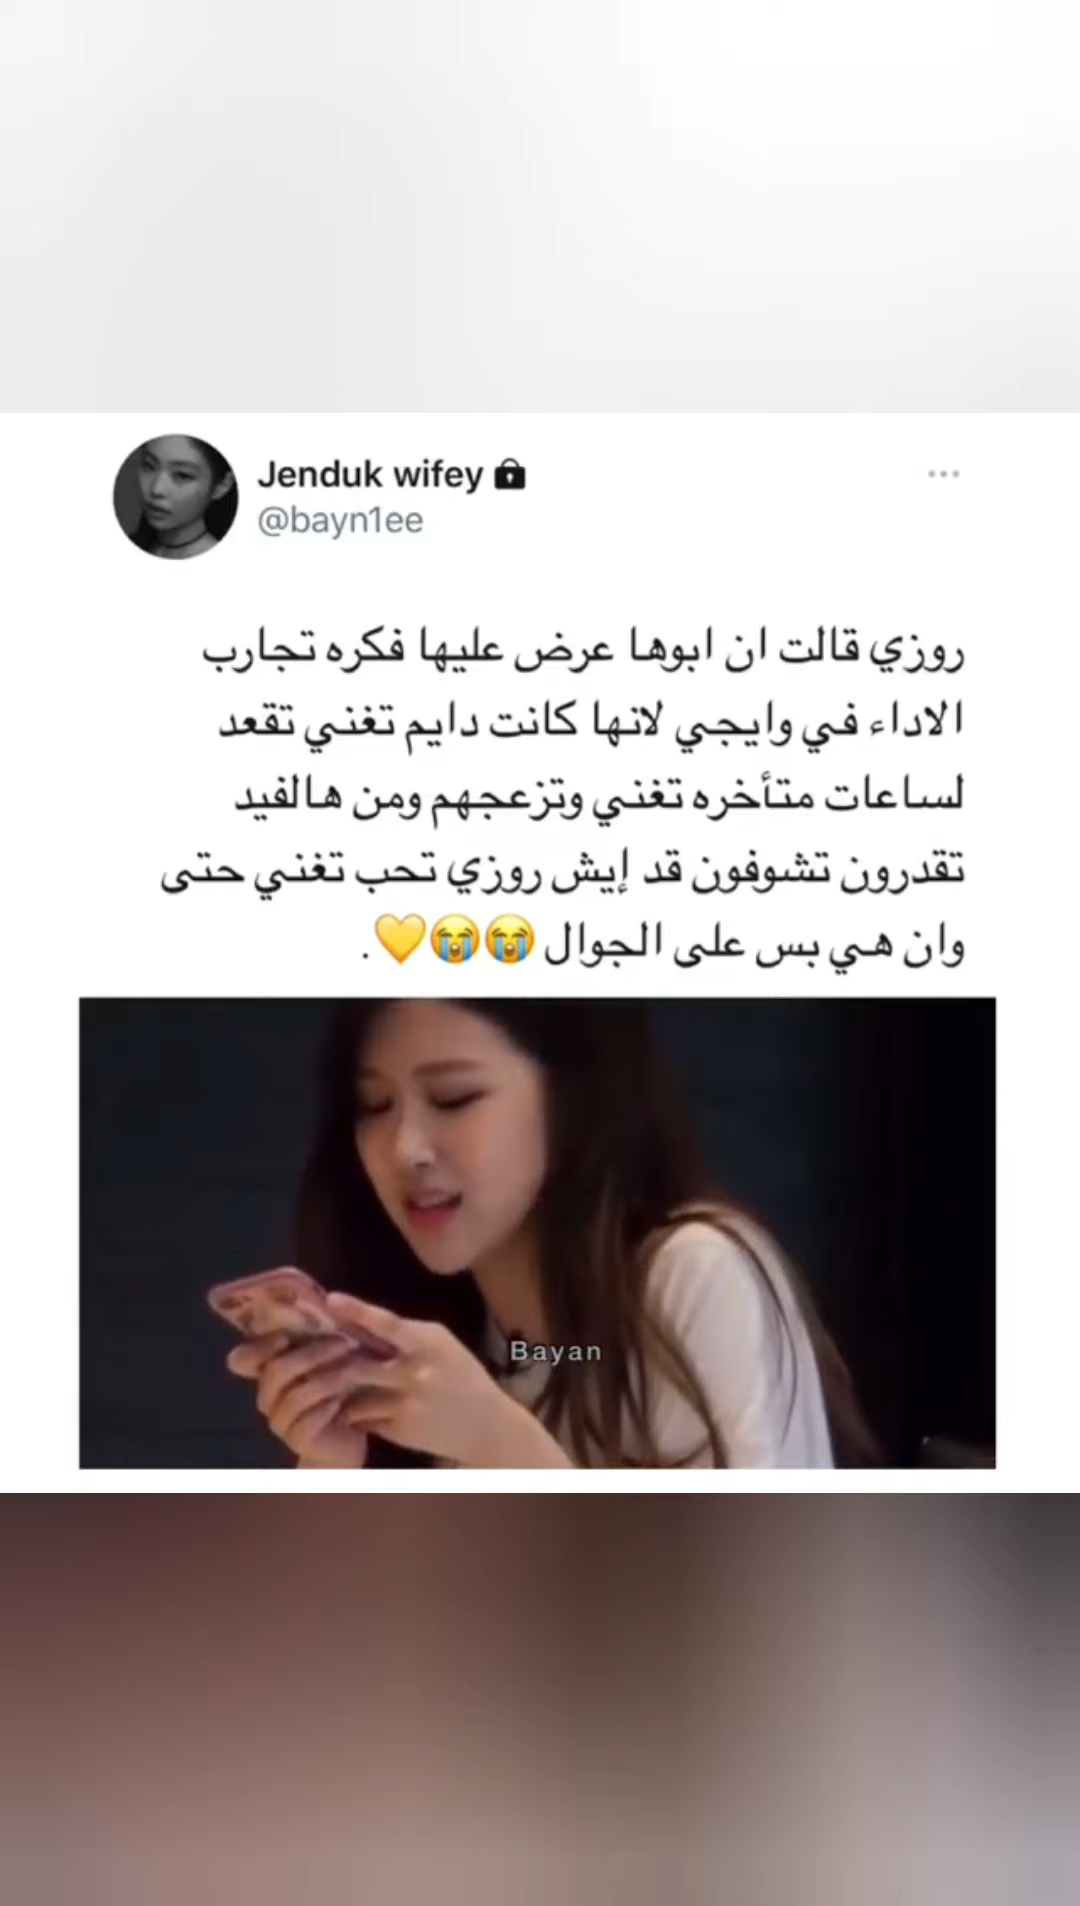 Jenduk wifey 🔒
@bayn1ee
روزي قالت ان ابوها عرض عليها فكره تجارب
الاداء في وايجي لانها كانت دايم تغني تقعد
لساعات متأخره تغني وتزعجهم ومن هالفيد
تقدرون تشوفون قد إيش روزي تحب تغني حتى
وان هي بس على الجوال 😭😭💛.
Bayan